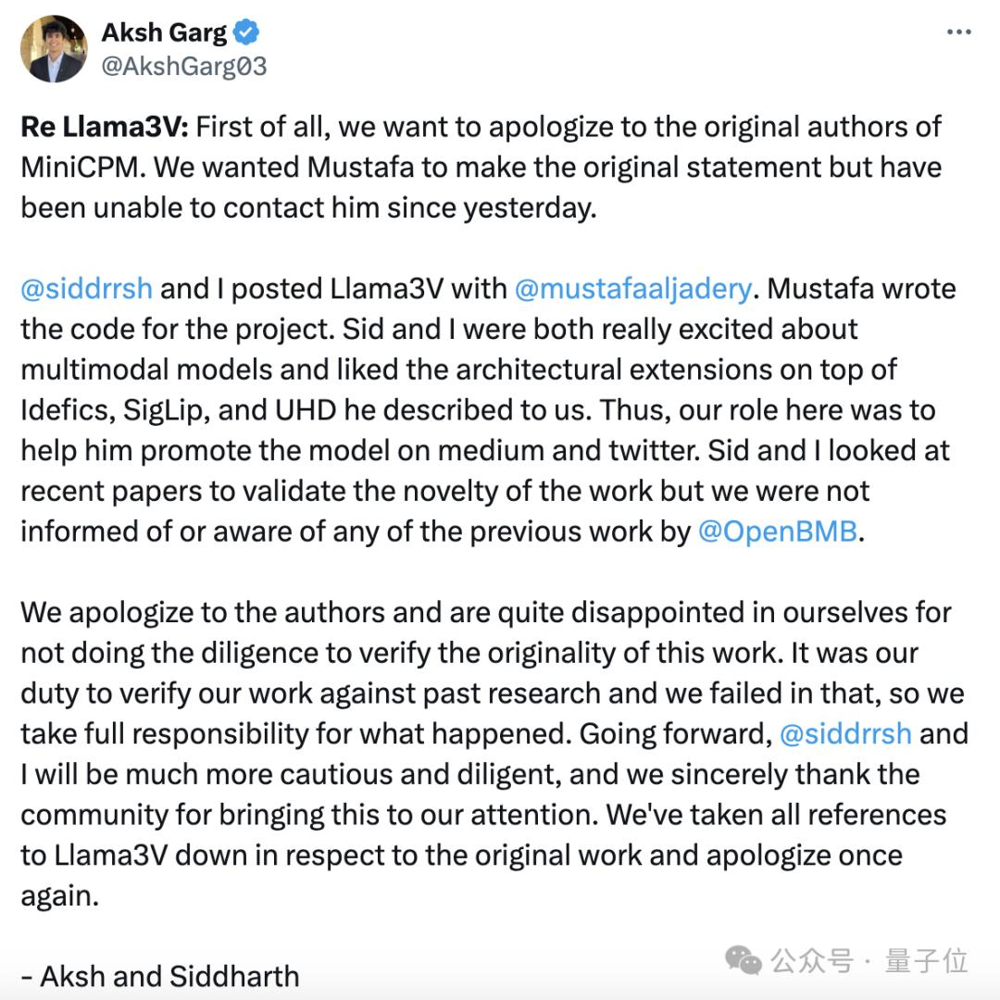 Aksh Garg
@AkshGarg03
Re Llama3V: First of all, we want to apologize to the original authors of
MiniCPM. We wanted Mustafa to make the original statement but have
been unable to contact him since yesterday.
@siddrrsh and I posted Llama3V with @mustafaaljadery. Mustafa wrote
the code for the project. Sid and I were both really excited about
multimodal models and liked the architectural extensions on top of
Idefics, SigLip, and UHD he described to us. Thus, our role here was to
help him promote the model on medium and twitter. Sid and I looked at
recent papers to validate the novelty of the work but we were not
informed of or aware of any of the previous work by @OpenBMB.
We apologize to the authors and are quite disappointed in ourselves for
not doing the diligence to verify the originality of this work. It was our
duty to verify our work against past research and we failed in that, so we
take full responsibility for what happened. Going forward, @siddrrsh and
I will be much more cautious and diligent, and we sincerely thank the
community for bringing this to our attention. We've taken all references
to Llama3V down in respect to the original work and apologize once
again.
- Aksh and Siddharth
公众号 · 量子位